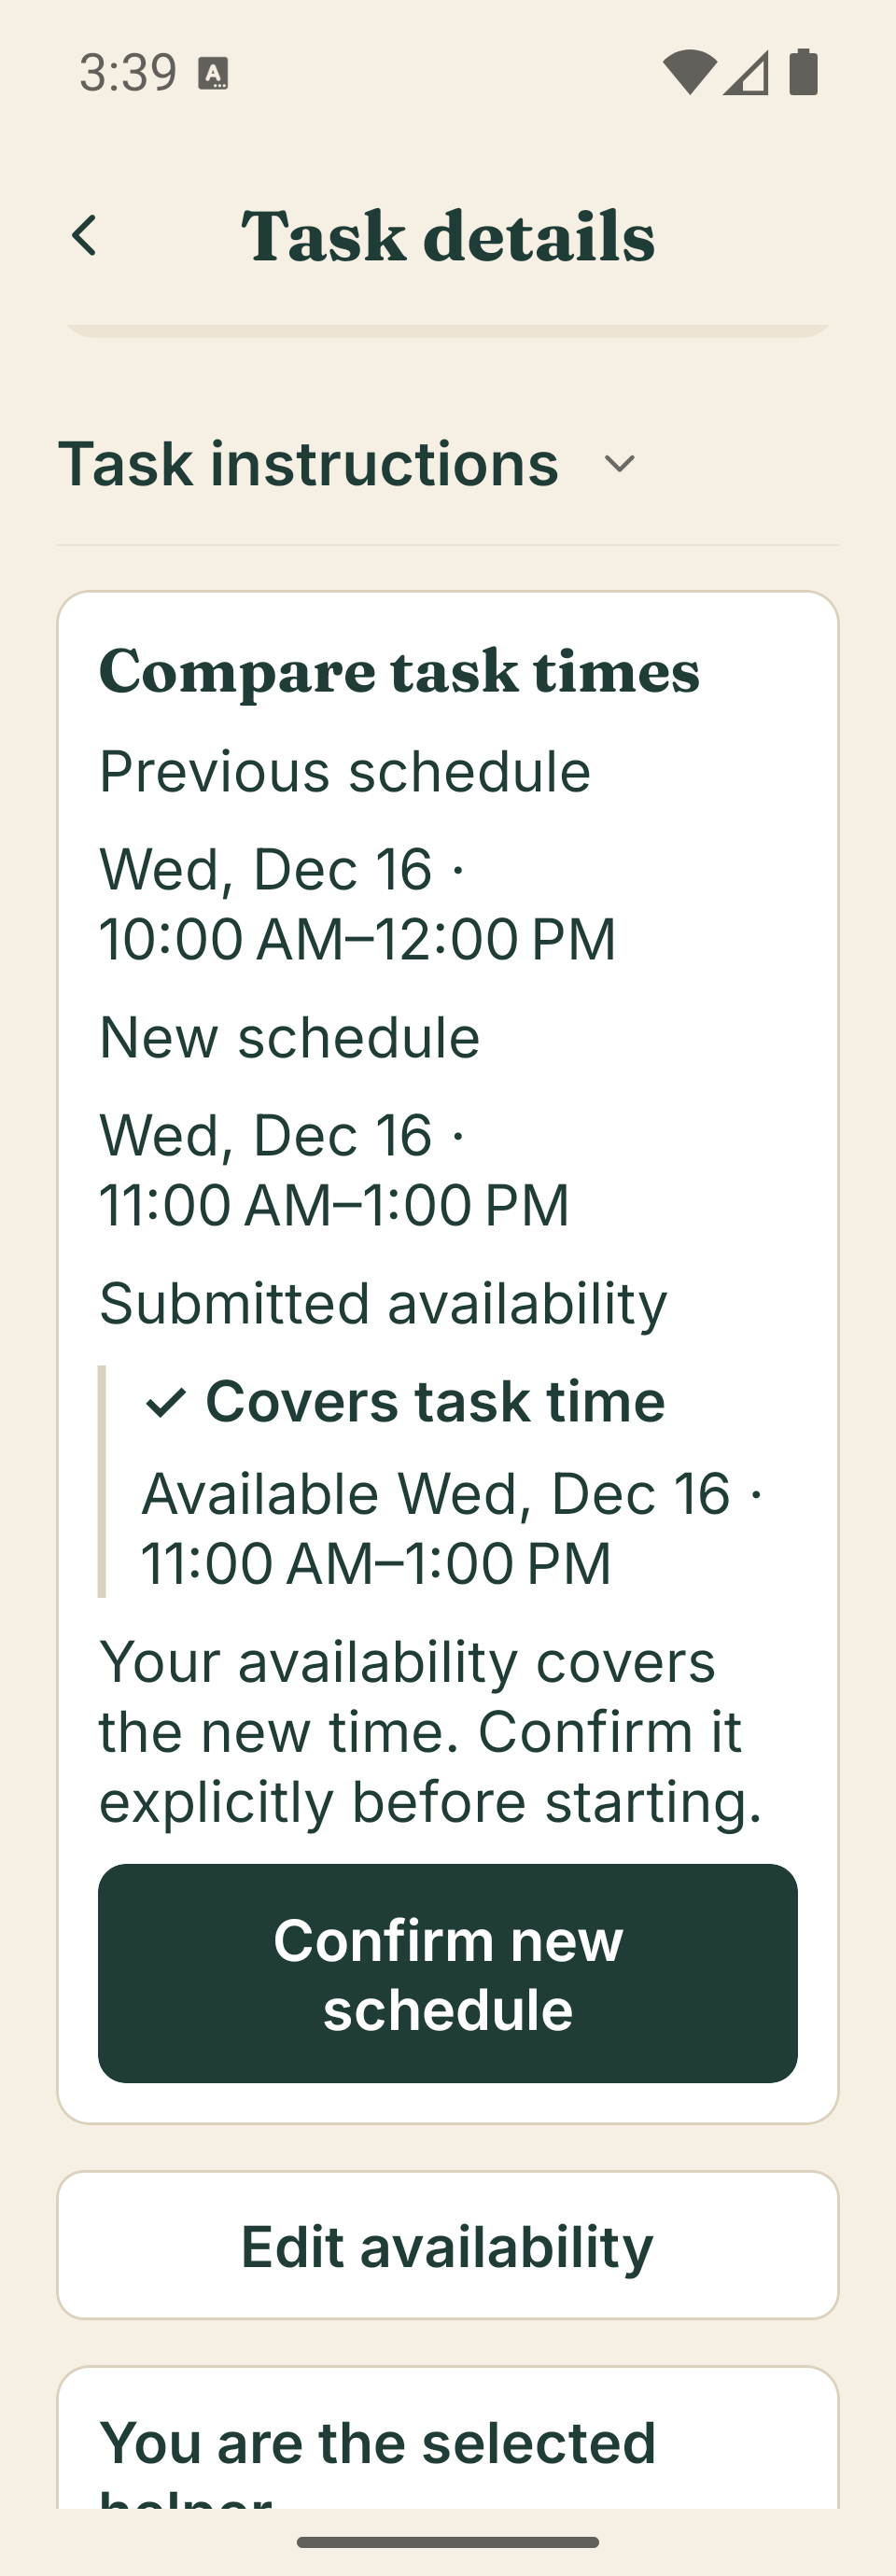 3:39
Task details
Task instructions
Compare task times
Previous schedule
Wed, Dec 16 ·
10:00 AM–12:00 PM
New schedule
Wed, Dec 16 ·
11:00 AM–1:00 PM
Submitted availability
✓ Covers task time
Available Wed, Dec 16 ·
11:00 AM–1:00 PM
Your availability covers
the new time. Confirm it
explicitly before starting.
Confirm new
schedule
Edit availability
You are the selected
helper